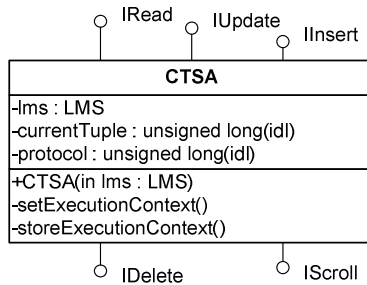 IRead
IUpdate
IInsert
CTSA
-lms : LMS
-currentTuple : unsigned long(idl)
-protocol : unsigned long(idl)
+CTSA(in lms : LMS)
-setExecutionContext()
-storeExecutionContext()
IDelete
IScroll